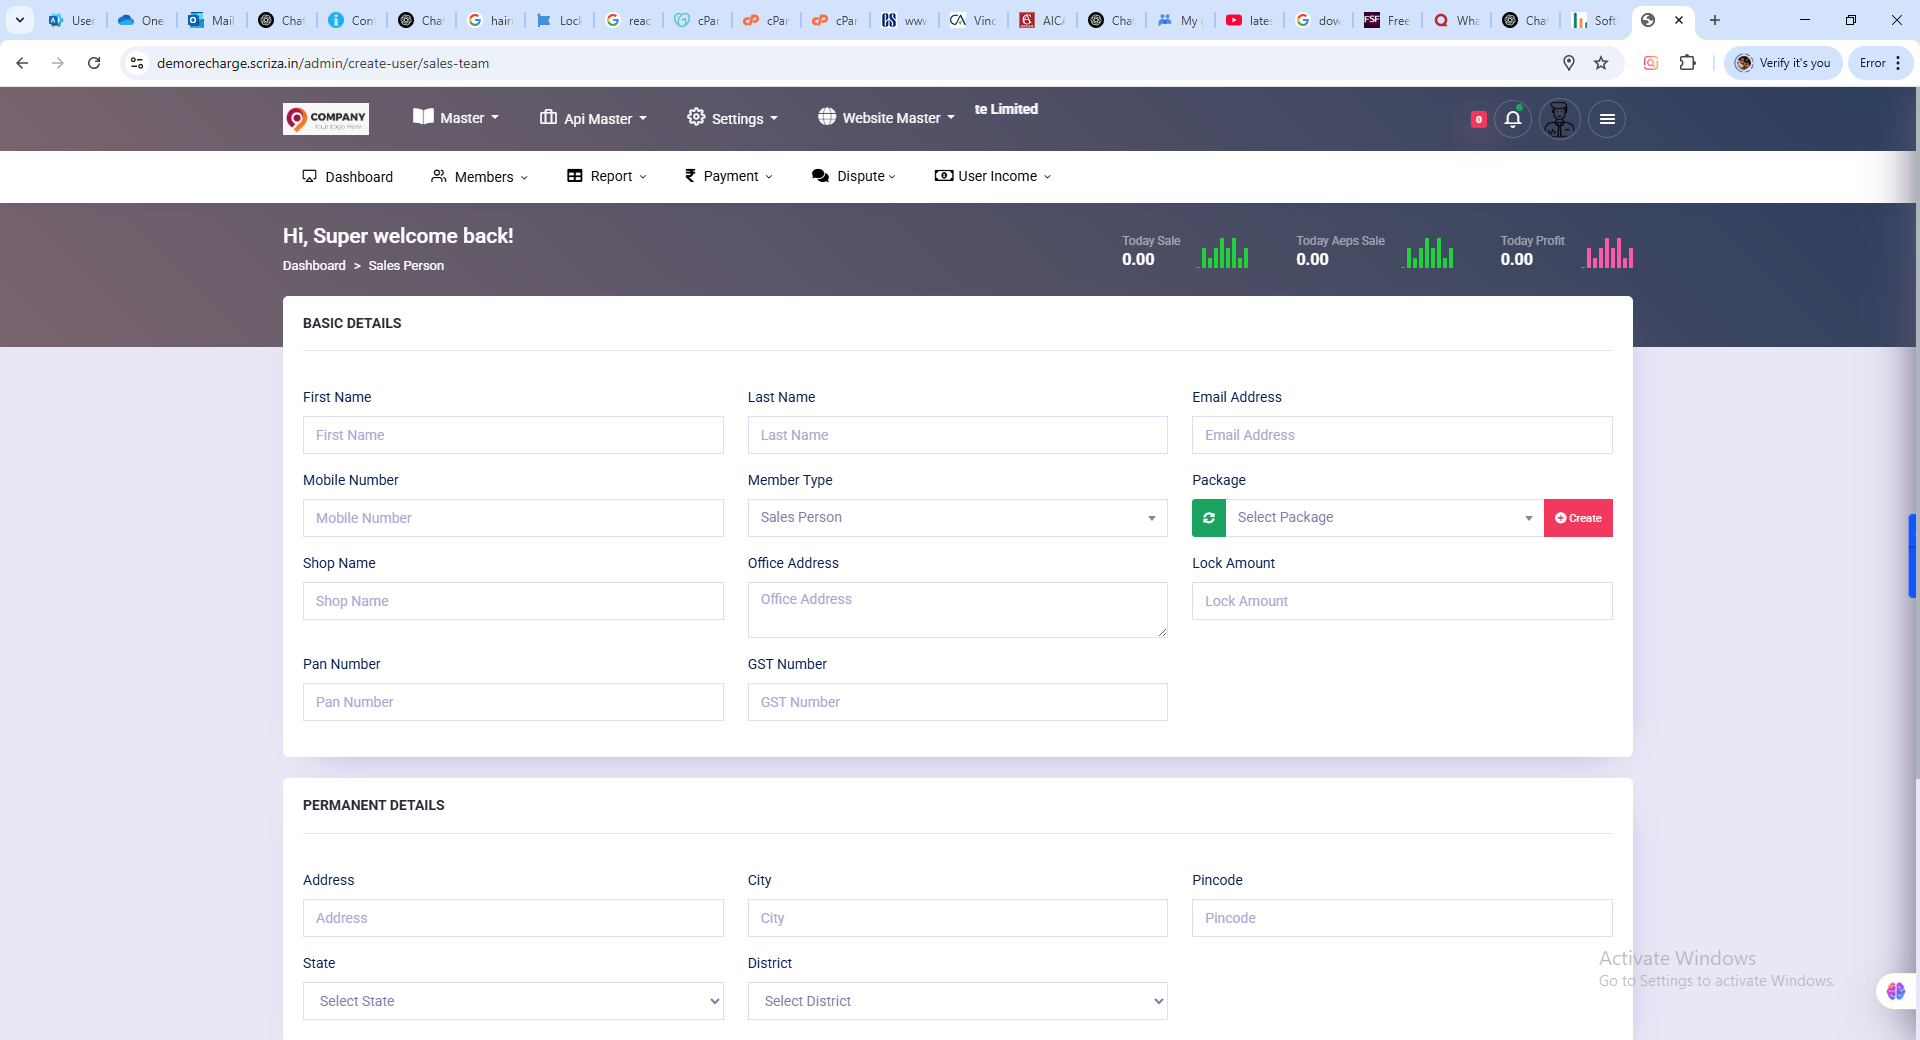 User
One
Mail
Chat
Con
Chat
hair
Lock
reac
cPar
cPar
cPar
www
Vinc
AICA
Chat
My
late
dow
Free
Wha
Chat
Soft
demorecharge.scriza.in/admin/create-user/sales-team
Verify it's you
Error
COMPANY
Your Logo Here
Master
Api Master
Settings
Website Master
te Limited
0
Dashboard
Members
Report
Payment
Dispute
User Income
Hi, Super welcome back!
Dashboard > Sales Person
Today Sale
0.00
Today Aeps Sale
0.00
Today Profit
0.00
BASIC DETAILS
First Name
Last Name
Email Address
First Name
Last Name
Email Address
Mobile Number
Member Type
Package
Mobile Number
Sales Person
Select Package
Create
Shop Name
Office Address
Lock Amount
Shop Name
Office Address
Lock Amount
Pan Number
GST Number
Pan Number
GST Number
PERMANENT DETAILS
Address
City
Pincode
Address
City
Pincode
State
District
Select State
Select District
Activate Windows
Go to Settings to activate Windows.